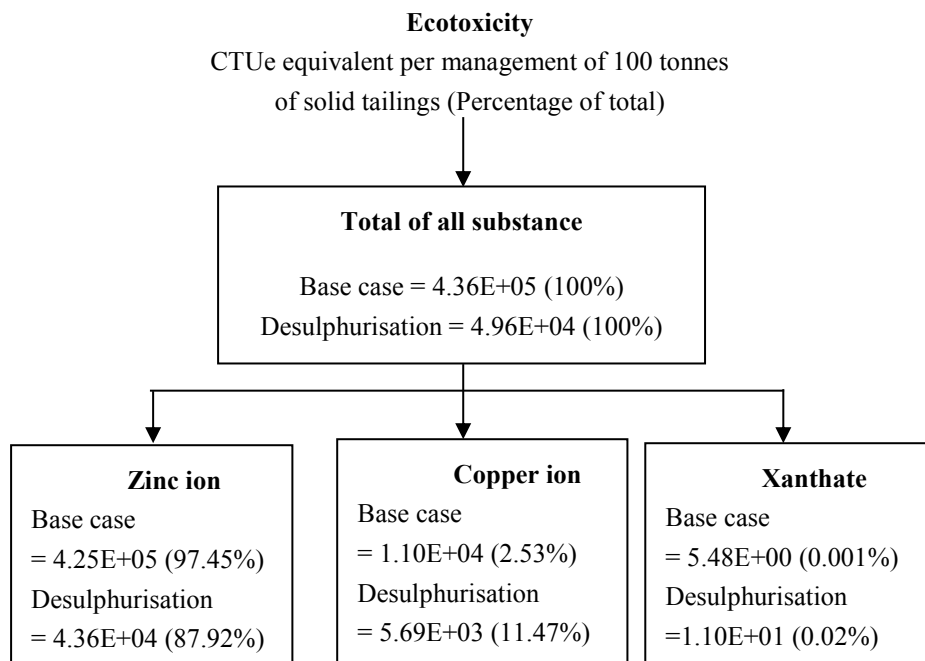 Ecotoxicity
CTUe equivalent per management of 100 tonnes
of solid tailings (Percentage of total)
Total of all substance
Base case = 4.36E+05 (100%)
Desulphurisation = 4.96E+04 (100%)
Zinc ion
Base case
= 4.25E+05 (97.45%)
Desulphurisation
= 4.36E+04 (87.92%)
Copper ion
Base case
= 1.10E+04 (2.53%)
Desulphurisation
= 5.69E+03 (11.47%)
Xanthate
Base case
= 5.48E+00 (0.001%)
Desulphurisation
=1.10E+01 (0.02%)